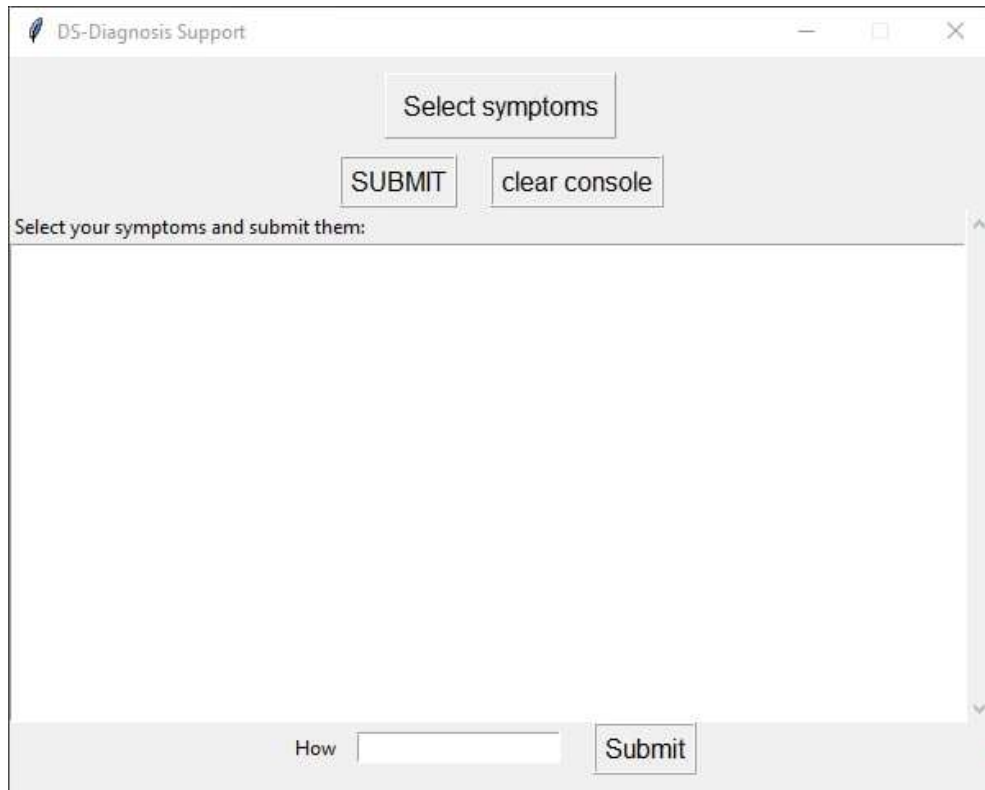 DS-Diagnosis Support
Select symptoms
SUBMIT clear console
Select your symptoms and submit them:
How Submit